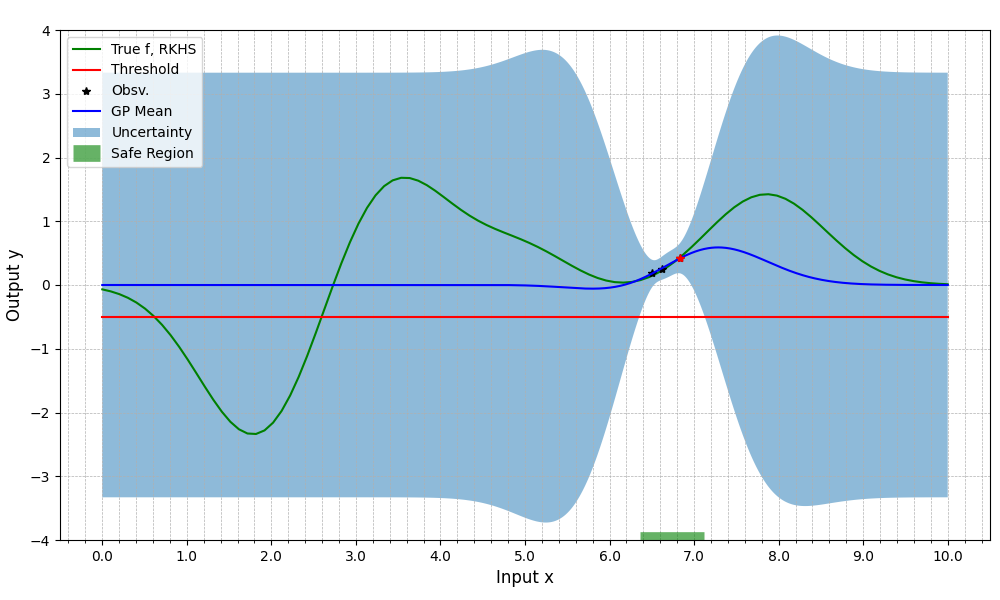 True f, RKHS
Threshold
Obsv.
GP Mean
Uncertainty
Safe Region
Output y
4
3
2
1
0
−1
−2
−3
−4
0.0 1.0 2.0 3.0 4.0 5.0 6.0 7.0 8.0 9.0 10.0
Input x